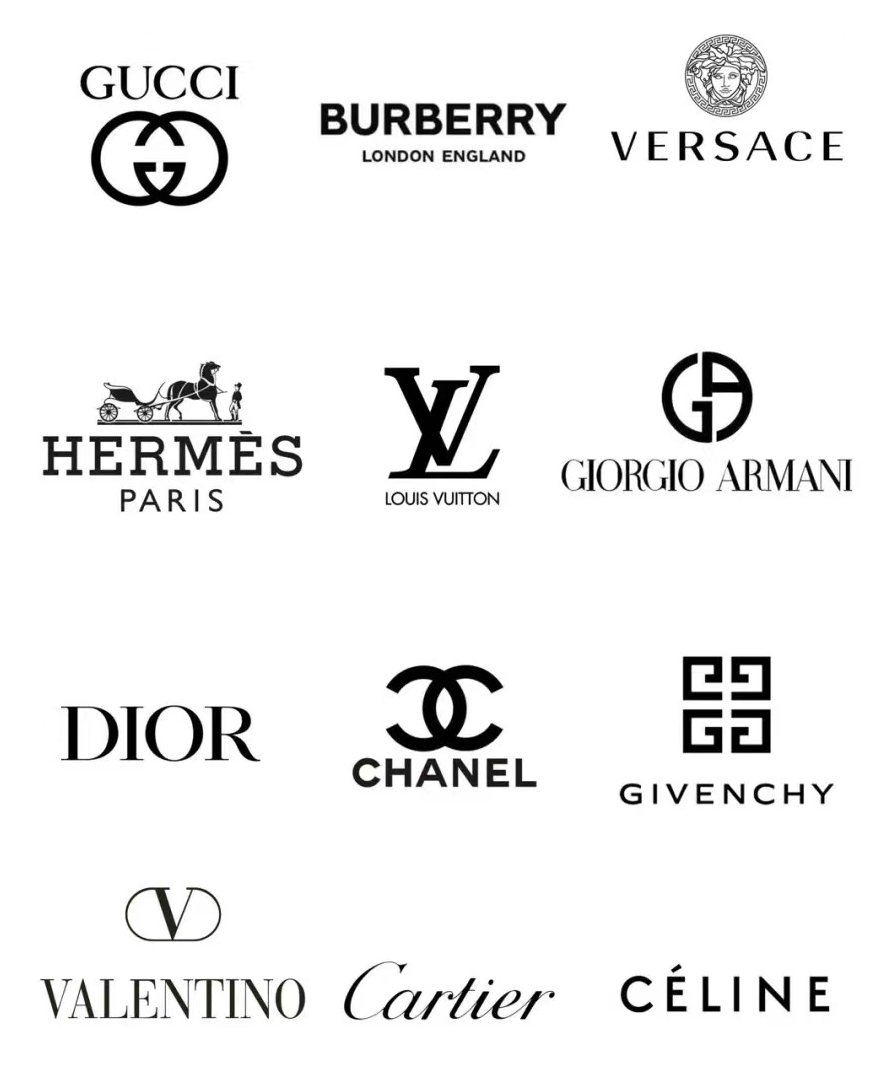 GUCCI
BURBERRY
LONDON ENGLAND
VERSACE
HERMÈS
PARIS
LOUIS VUITTON
GIORGIO ARMANI
DIOR
CHANEL
GIVENCHY
VALENTINO
Cartier
CÉLINE